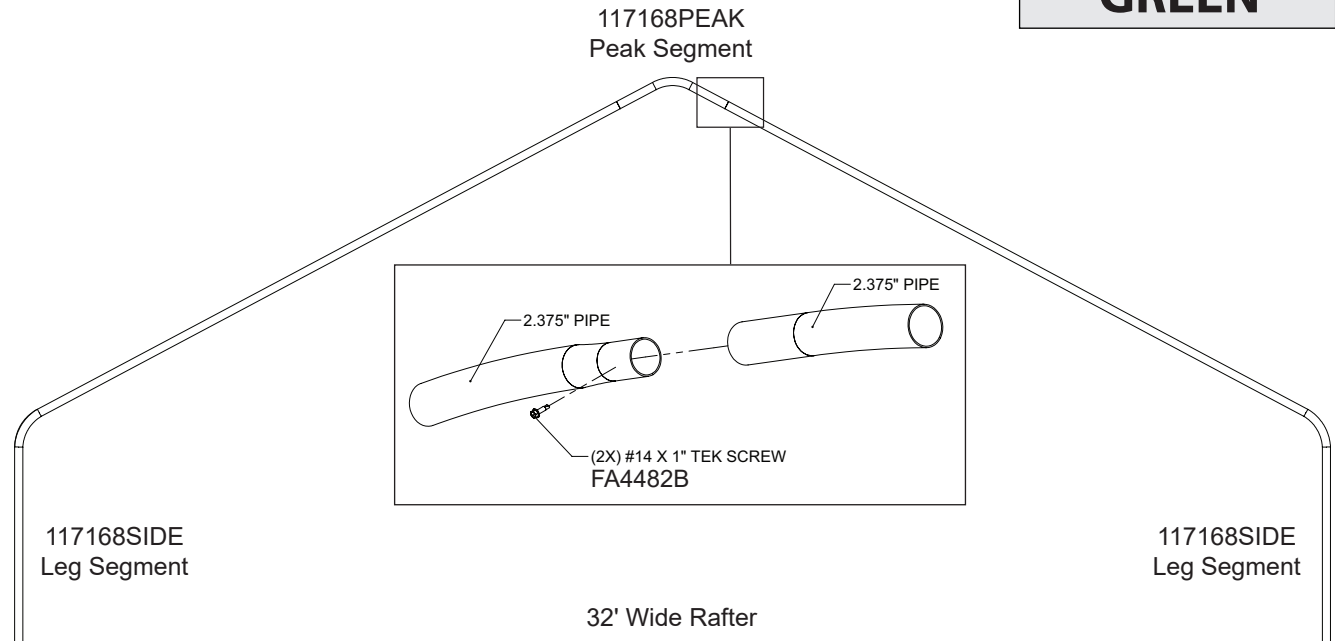 GREEN
117168PEAK
Peak Segment
2.375" PIPE
2.375" PIPE
(2X) #14 X 1" TEK SCREW
FA4482B
117168SIDE
Leg Segment
117168SIDE
Leg Segment
32' Wide Rafter